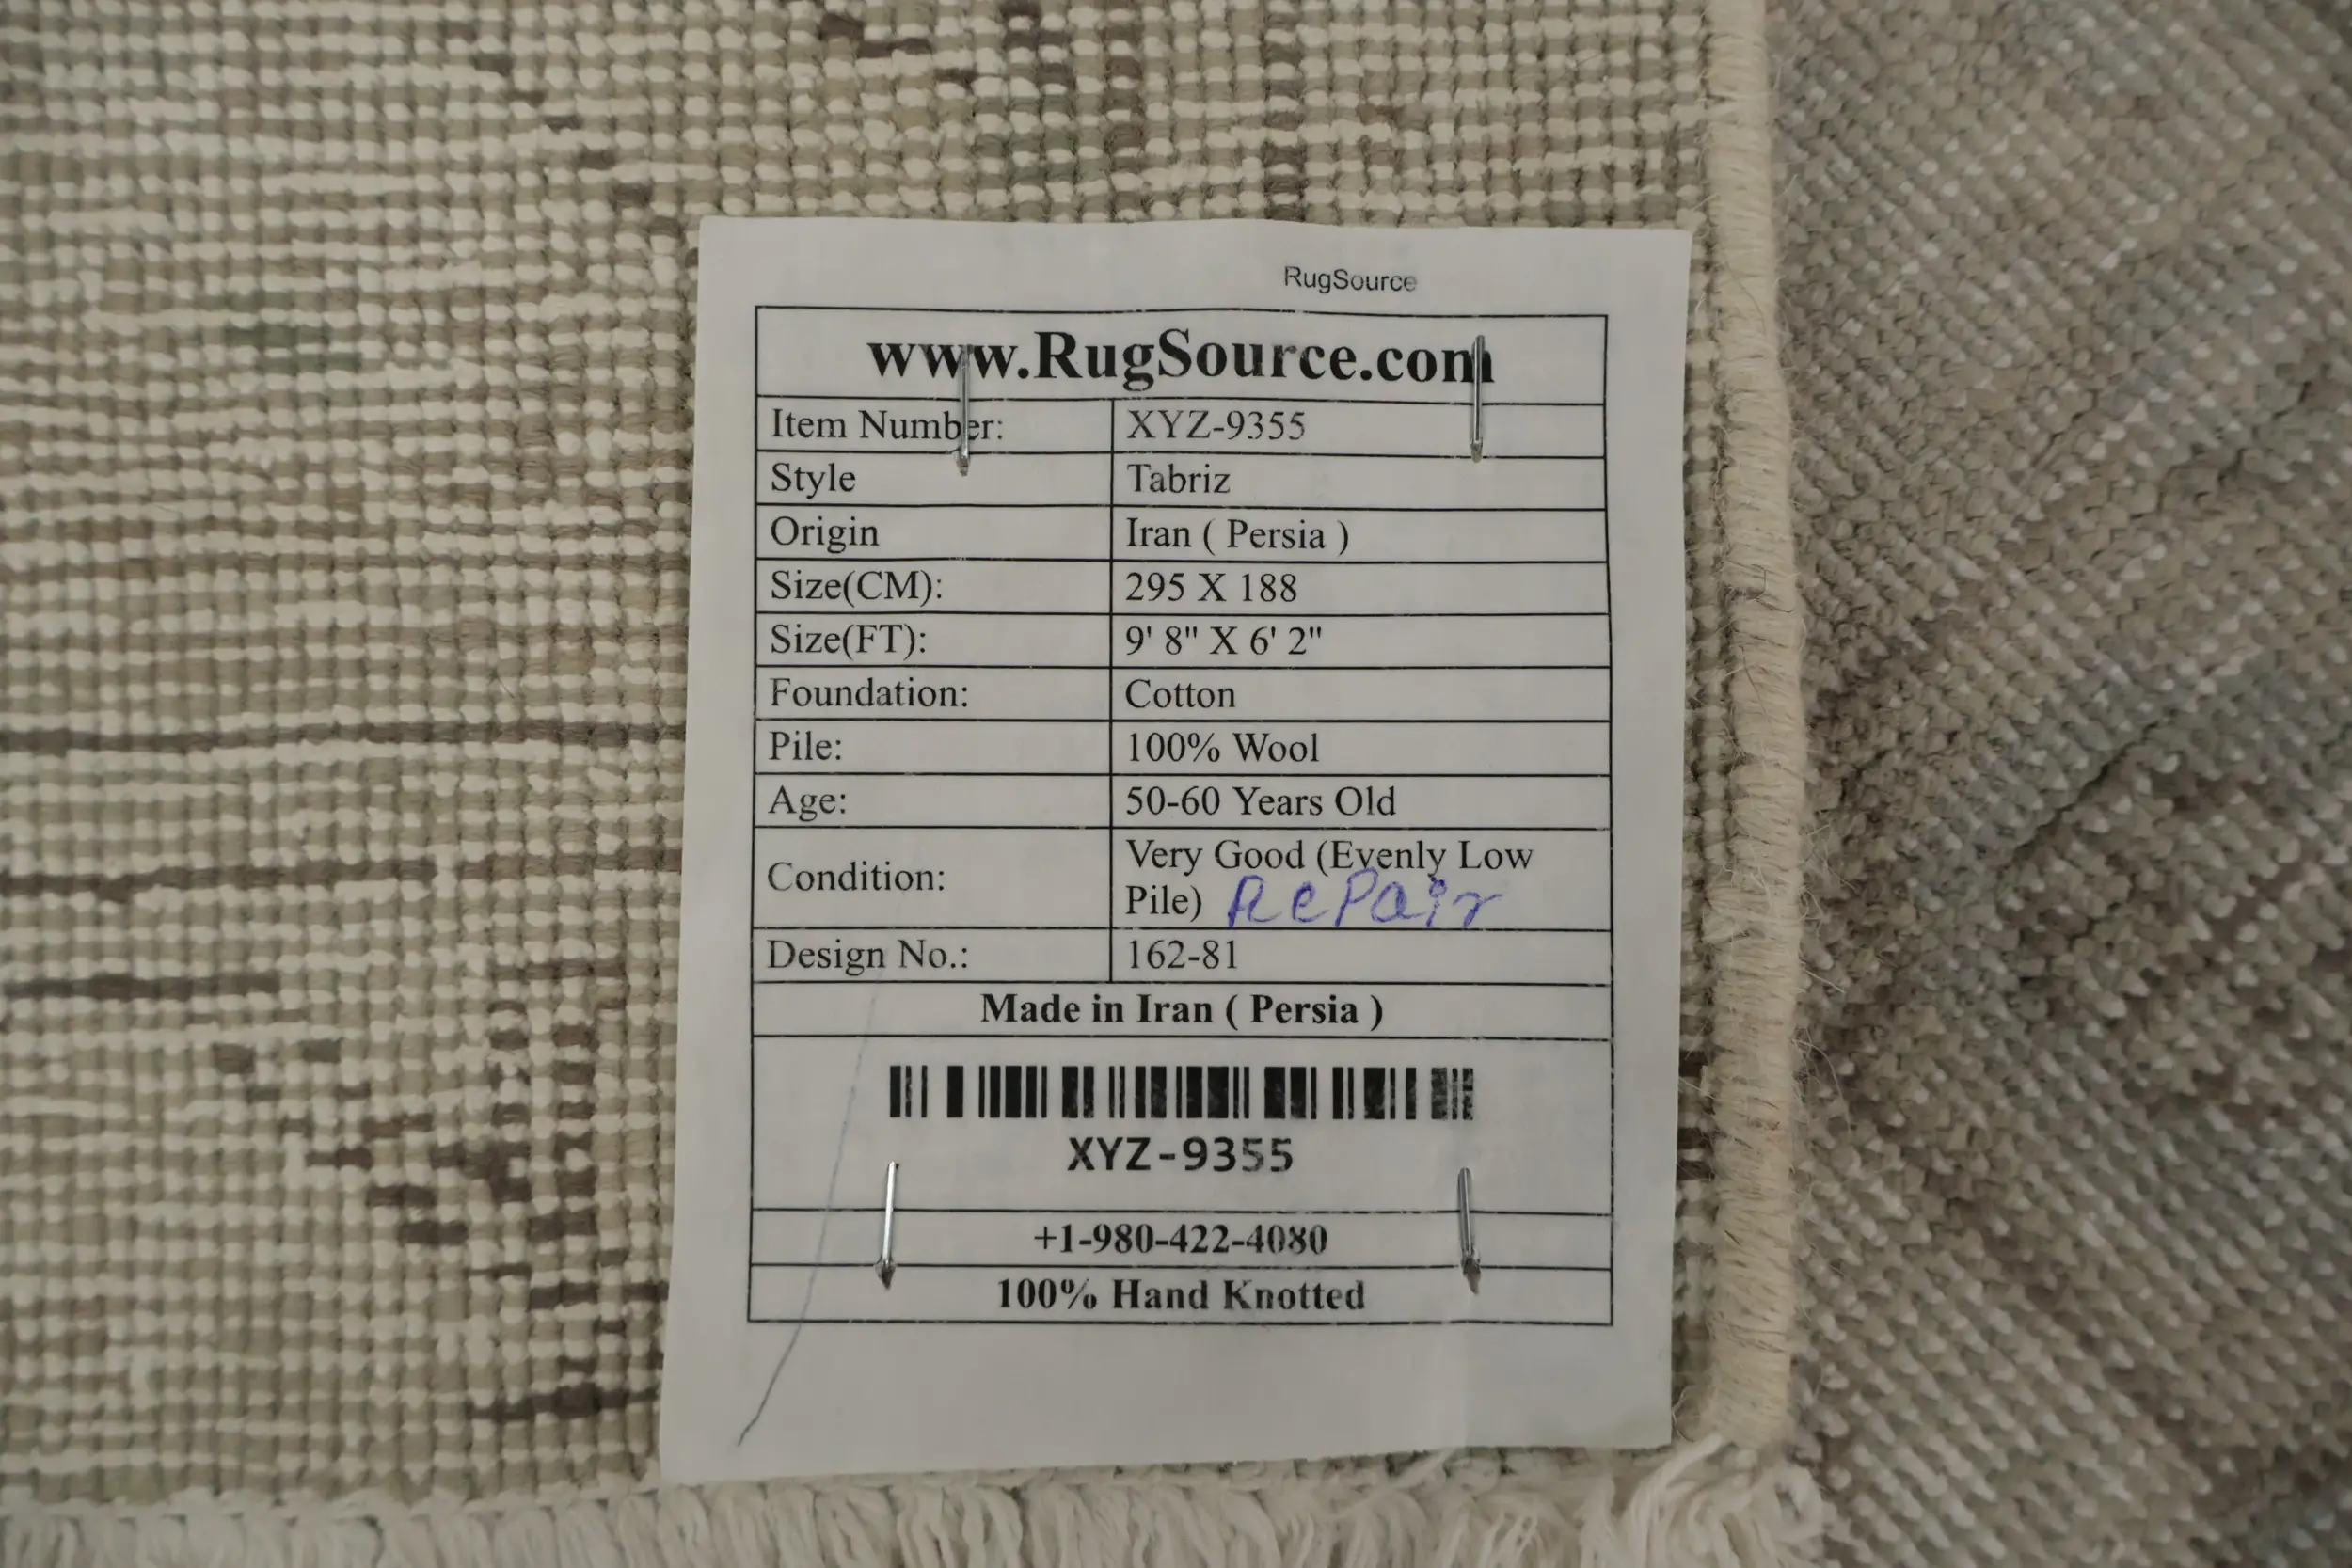 RugSource
www.RugSource.com
Item Number: XYZ-9355
Style Tabriz
Origin Iran ( Persia )
Size(CM): 295 X 188
Size(FT): 9' 8" X 6' 2"
Foundation: Cotton
Pile: 100% Wool
Age: 50-60 Years Old
Condition: Very Good (Evenly Low
Pile) RePair
Design No.: 162-81
Made in Iran ( Persia )
XYZ-9355
+1-980-422-4080
100% Hand Knotted